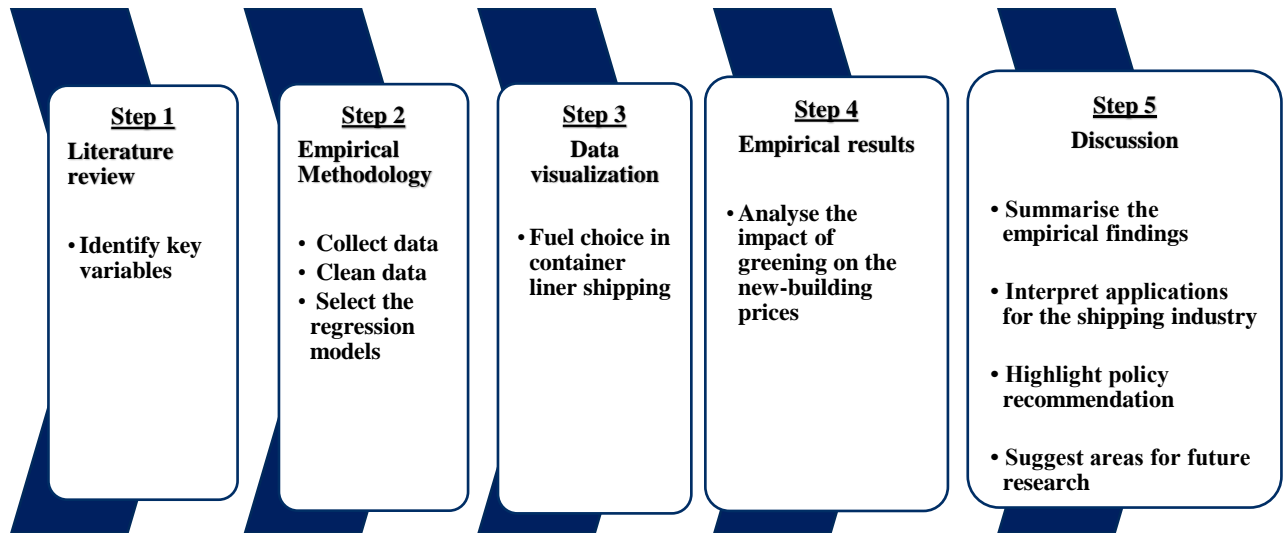 Step 1
Literature
review
• Identify key
variables
Step 2
Empirical
Methodology
• Collect data
• Clean data
• Select the
regression
models
Step 3
Data
visualization
• Fuel choice in
container
liner shipping
Step 4
Empirical results
• Analyse the
impact of
greening on the
new-building
prices
Step 5
Discussion
• Summarise the
empirical findings
• Interpret applications
for the shipping industry
• Highlight policy
recommendation
• Suggest areas for future
research